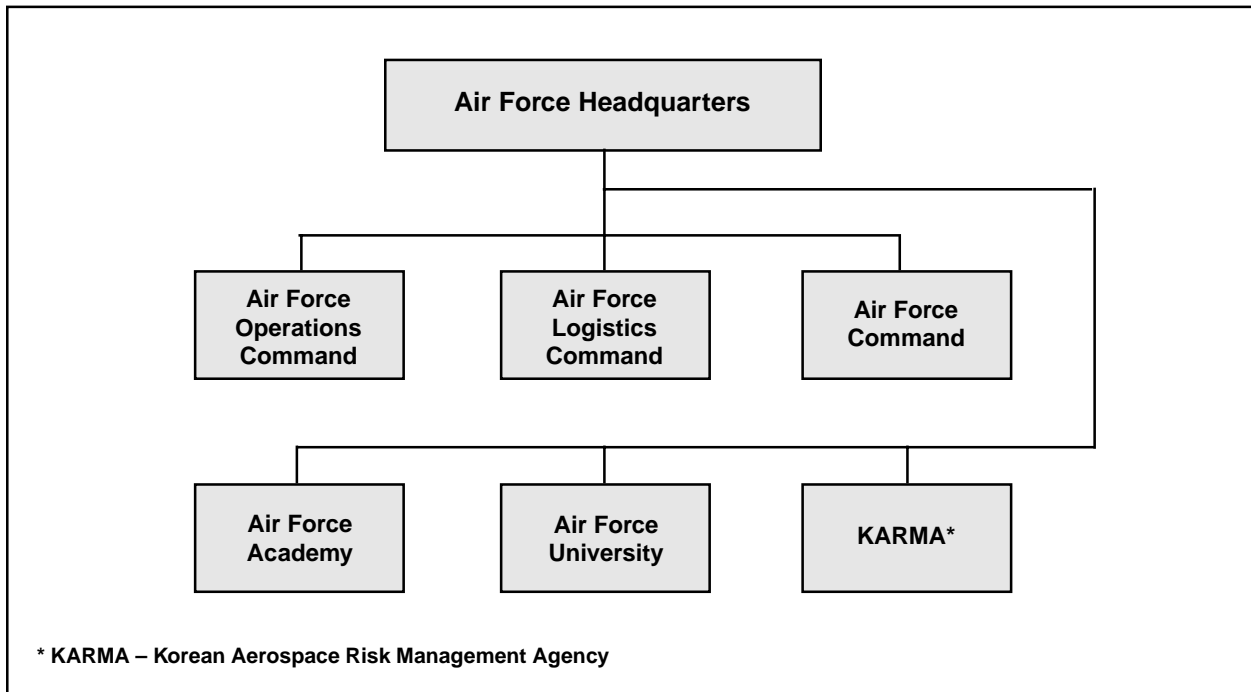 Air Force Headquarters
Air Force
Operations
Command
Air Force
Logistics
Command
Air Force
Command
Air Force
Academy
Air Force
University
KARMA*
* KARMA – Korean Aerospace Risk Management Agency